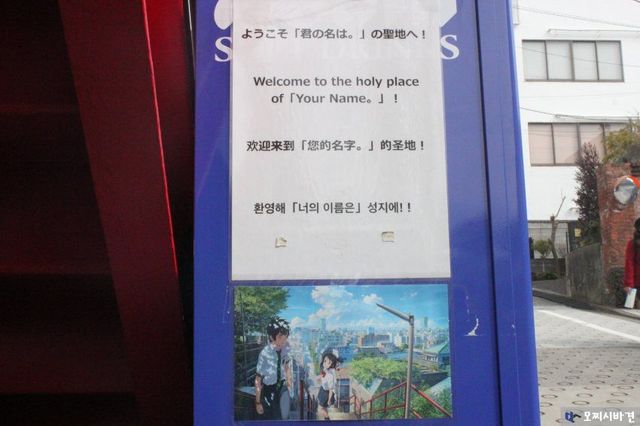 ようこそ「君の名は。」の聖地へ！
Welcome to the holy place
of「Your Name。」！
欢迎来到「您的名字。」的圣地！
환영해「너의 이름은」성지에!!
모찌시바견